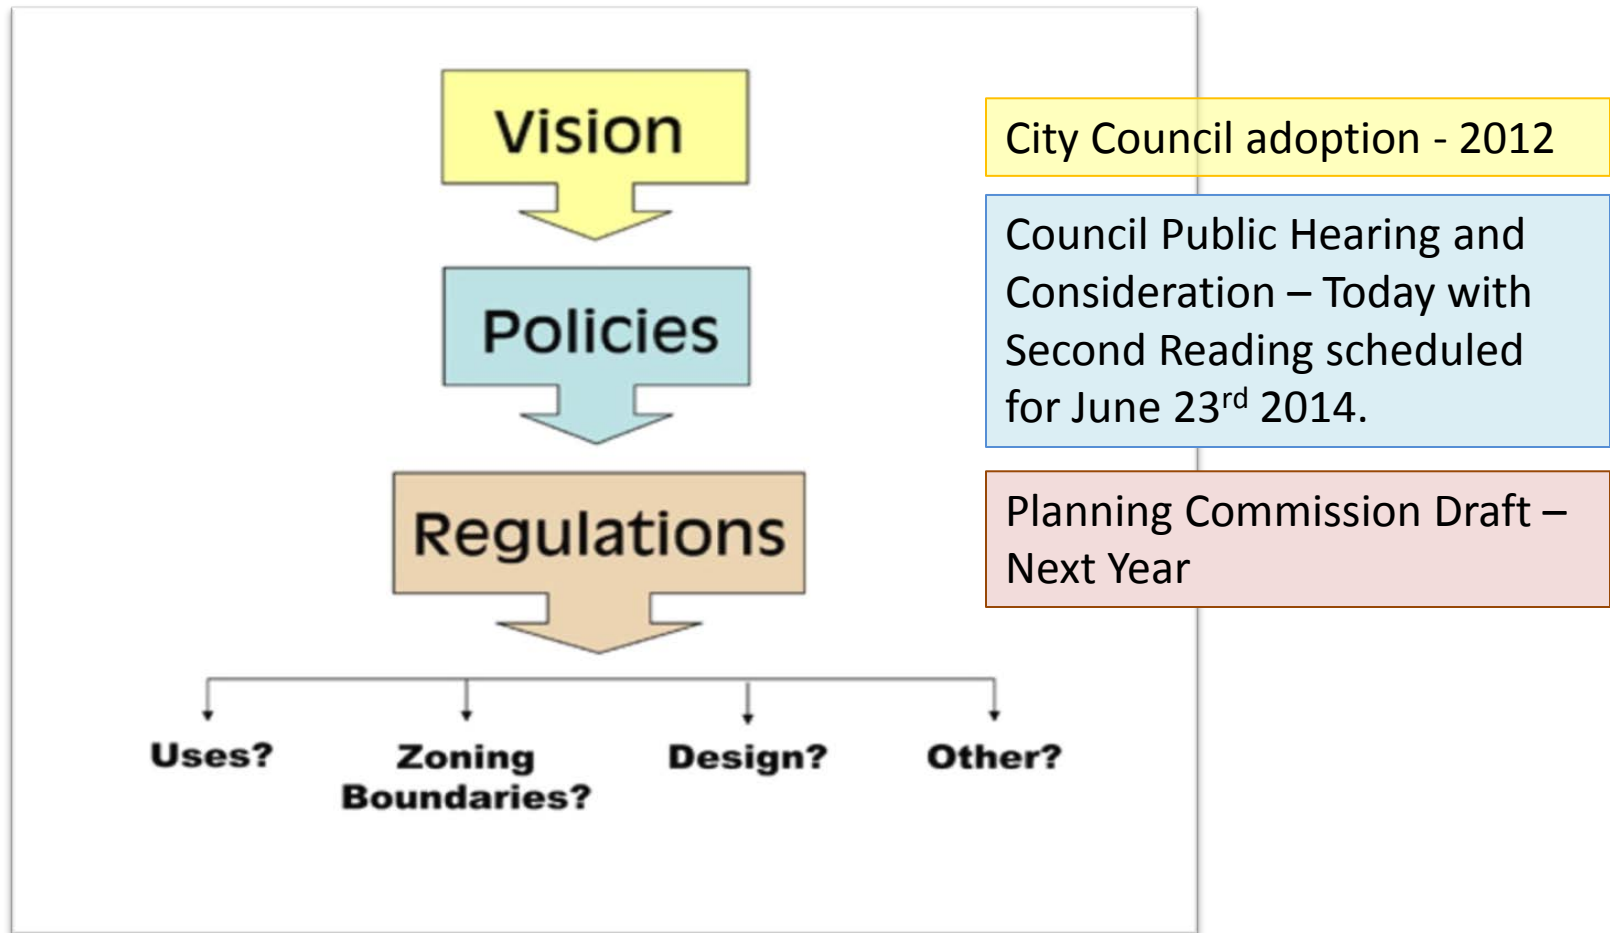 Vision
City Council adoption - 2012
Policies
Council Public Hearing and
Consideration – Today with
Second Reading scheduled
for June 23rd 2014.
Regulations
Planning Commission Draft –
Next Year
Uses?
Zoning
Boundaries?
Design?
Other?